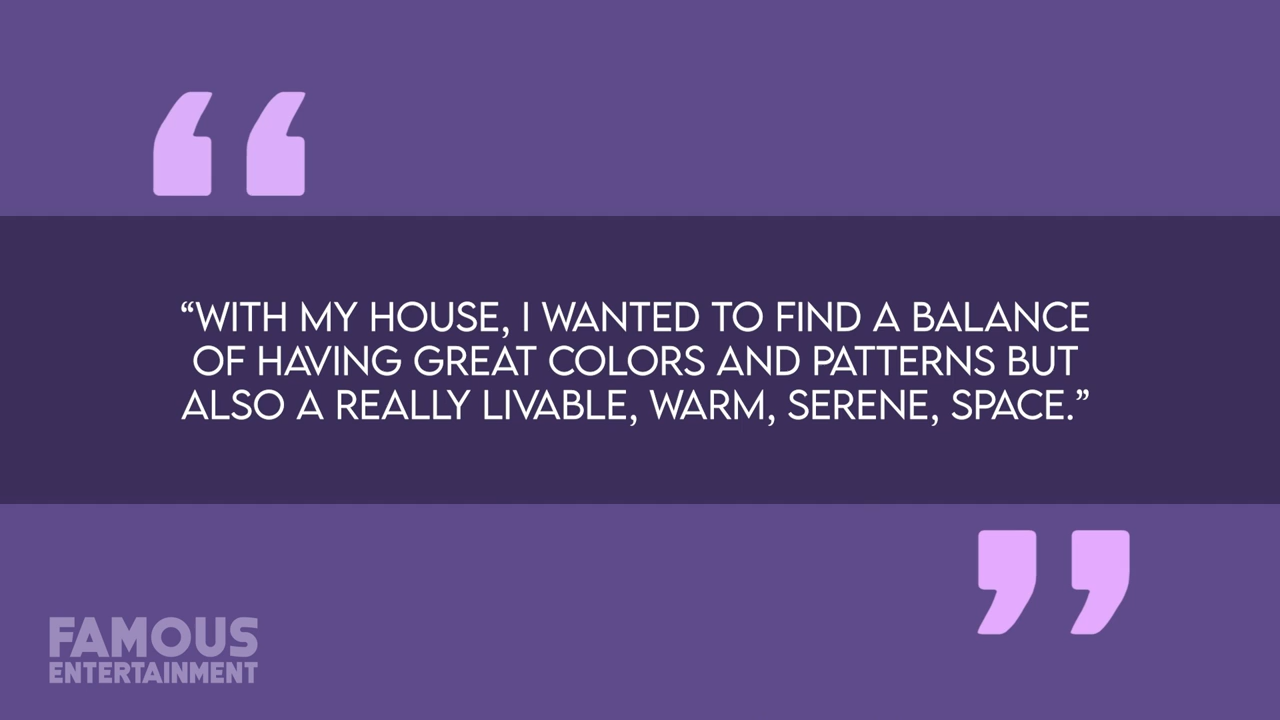 “WITH MY HOUSE, I WANTED TO FIND A BALANCE
OF HAVING GREAT COLORS AND PATTERNS BUT
ALSO A REALLY LIVABLE, WARM, SERENE, SPACE.”
FAMOUS
ENTERTAINMENT